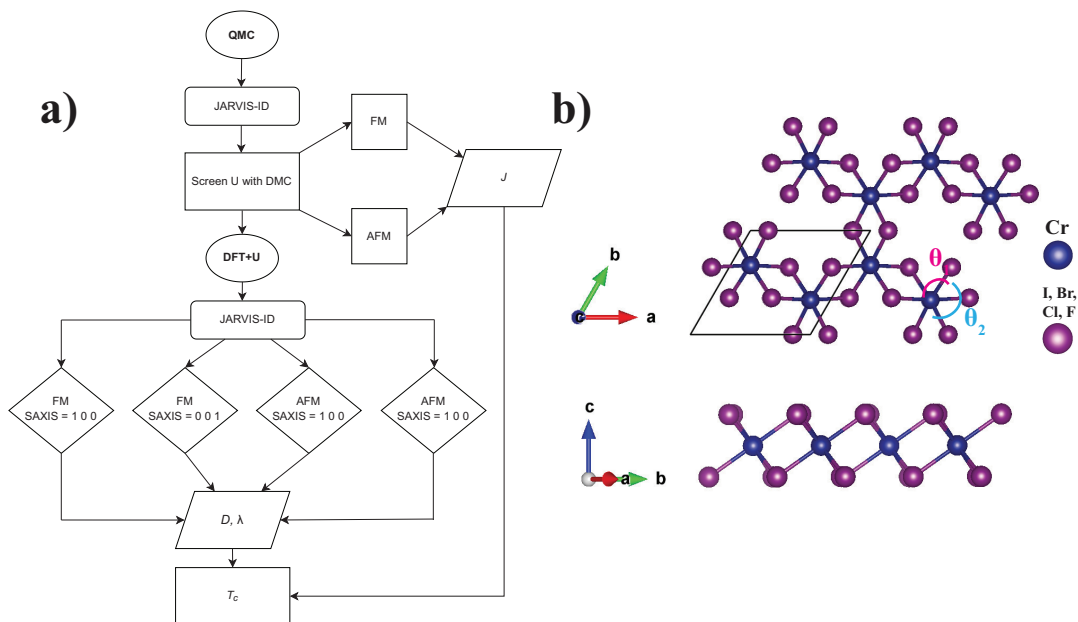 a)
QMC
JARVIS-ID
Screen U with DMC
FM
AFM
J
DFT+U
JARVIS-ID
FM
SAXIS = 1 0 0
FM
SAXIS = 0 0 1
AFM
SAXIS = 1 0 0
AFM
SAXIS = 1 0 0
D, λ
Tc
b)
b
c
a
θ
θ2
Cr
I, Br,
Cl, F
c
a
b